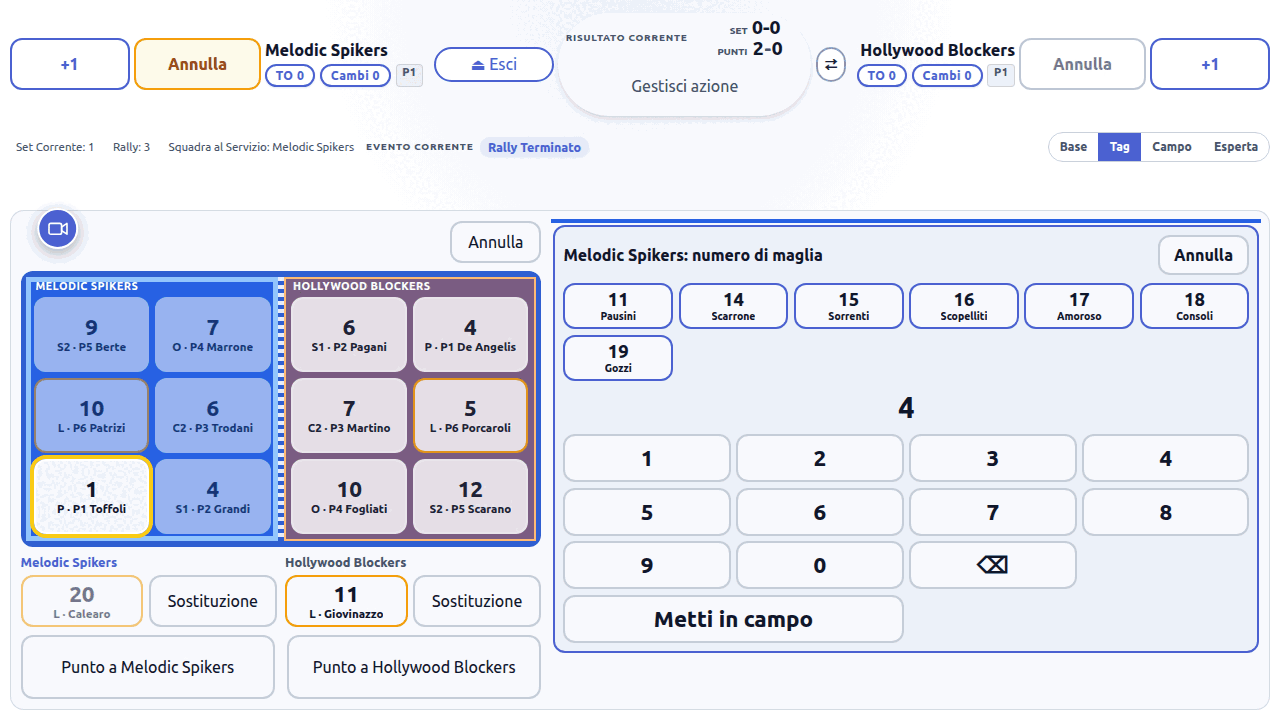 +1
Annulla
Melodic Spikers
TO 0
Cambi 0
P1
⏏ Esci
RISULTATO CORRENTE
SET 0-0
PUNTI 2-0
Gestisci azione
⇄
Hollywood Blockers
TO 0
Cambi 0
P1
Annulla
+1
Set Corrente: 1
Rally: 3
Squadra al Servizio: Melodic Spikers
EVENTO CORRENTE
Rally Terminato
Base
Tag
Campo
Esperta
Annulla
MELODIC SPIKERS
HOLLYWOOD BLOCKERS
9
S2 · P5 Berte
7
O · P4 Marrone
6
S1 · P2 Pagani
4
P · P1 De Angelis
10
L · P6 Patrizi
6
C2 · P3 Trodani
7
C2 · P3 Martino
5
L · P6 Porcaroli
1
P · P1 Toffoli
4
S1 · P2 Grandi
10
O · P4 Fogliati
12
S2 · P5 Scarano
Melodic Spikers
Hollywood Blockers
20
L · Calearo
Sostituzione
11
L · Giovinazzo
Sostituzione
Punto a Melodic Spikers
Punto a Hollywood Blockers
Melodic Spikers: numero di maglia
Annulla
11
Pausini
14
Scarrone
15
Sorrenti
16
Scopelliti
17
Amoroso
18
Consoli
19
Gozzi
4
1
2
3
4
5
6
7
8
9
0
⌫
Metti in campo